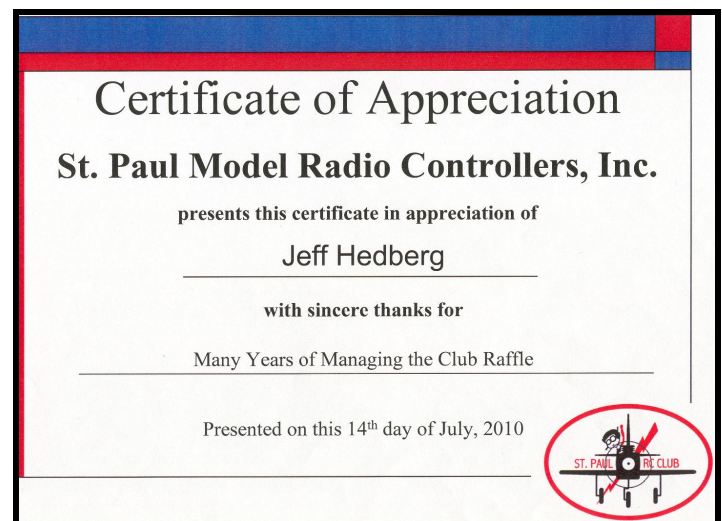 Certificate of Appreciation
St. Paul Model Radio Controllers, Inc.
presents this certificate in appreciation of
Jeff Hedberg
with sincere thanks for
Many Years of Managing the Club Raffle
Presented on this 14th day of July, 2010
ST. PAUL RC CLUB